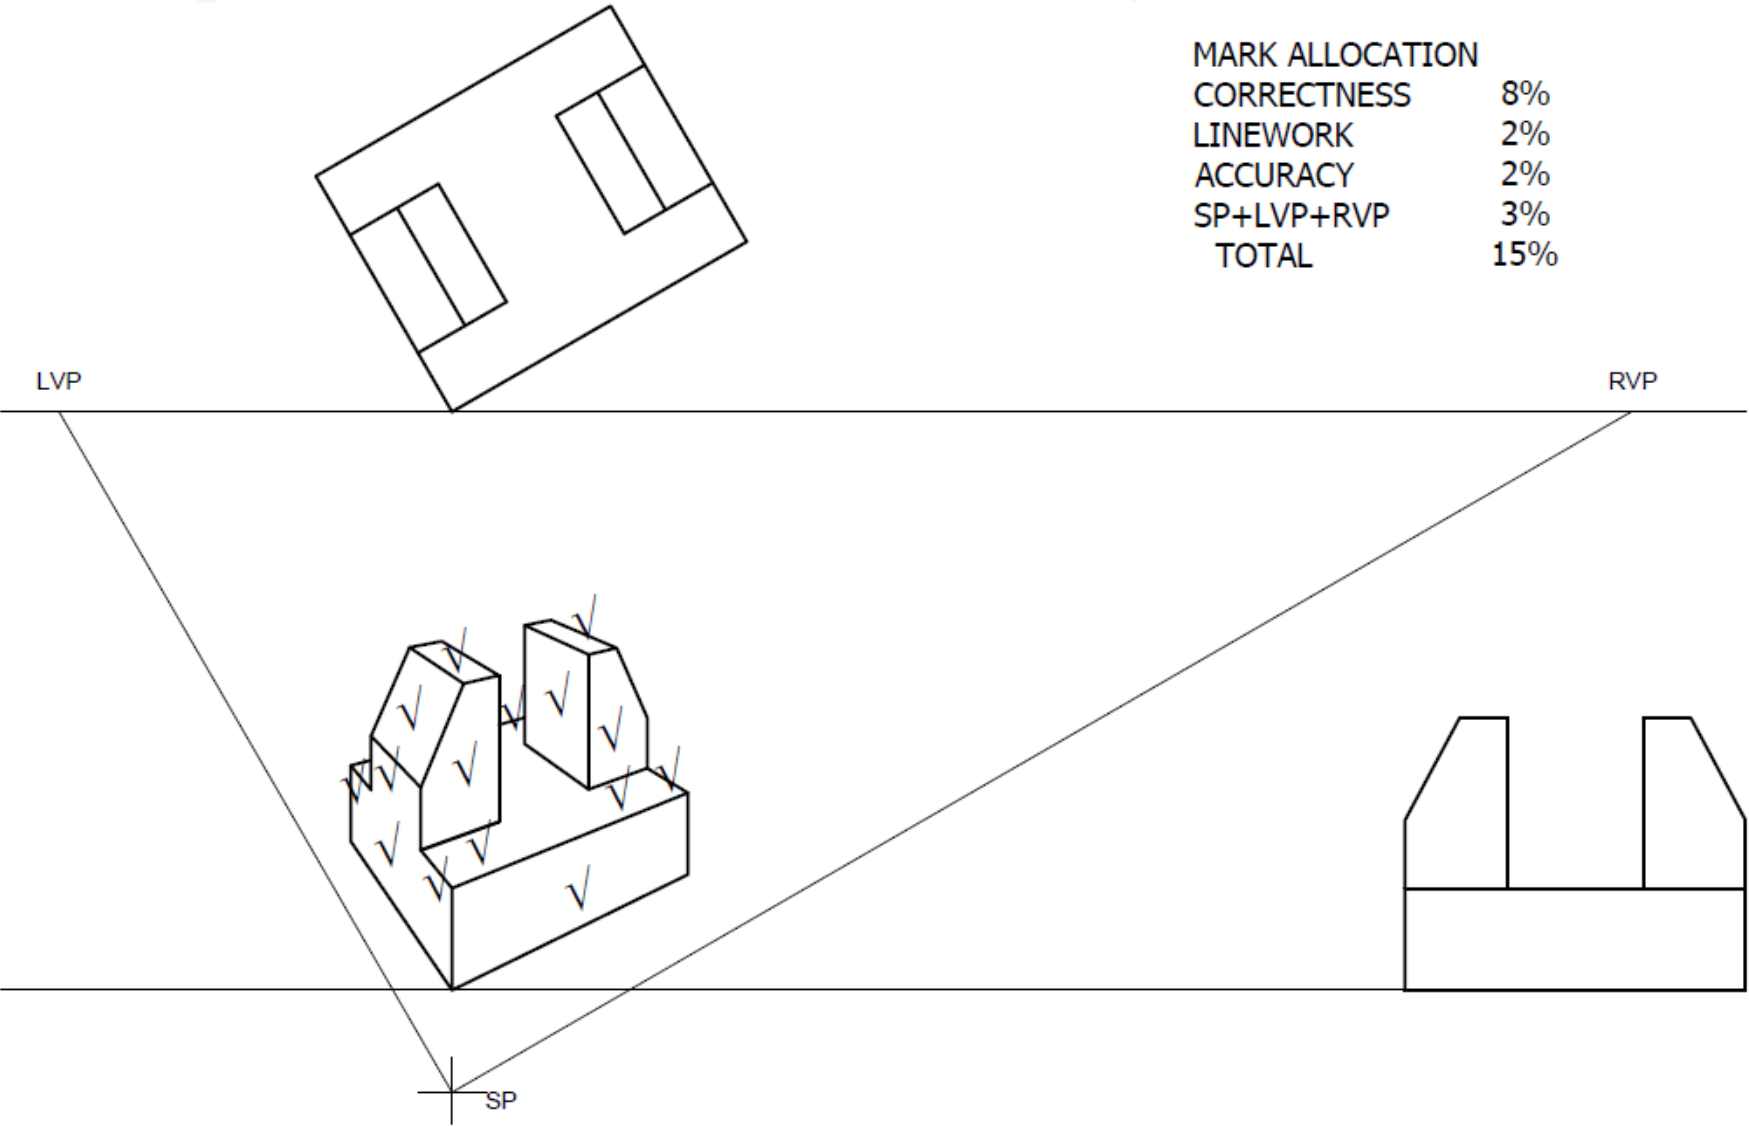 MARK ALLOCATION
CORRECTNESS 8%
LINEWORK 2%
ACCURACY 2%
SP+LVP+RVP 3%
TOTAL 15%
LVP
RVP
SP